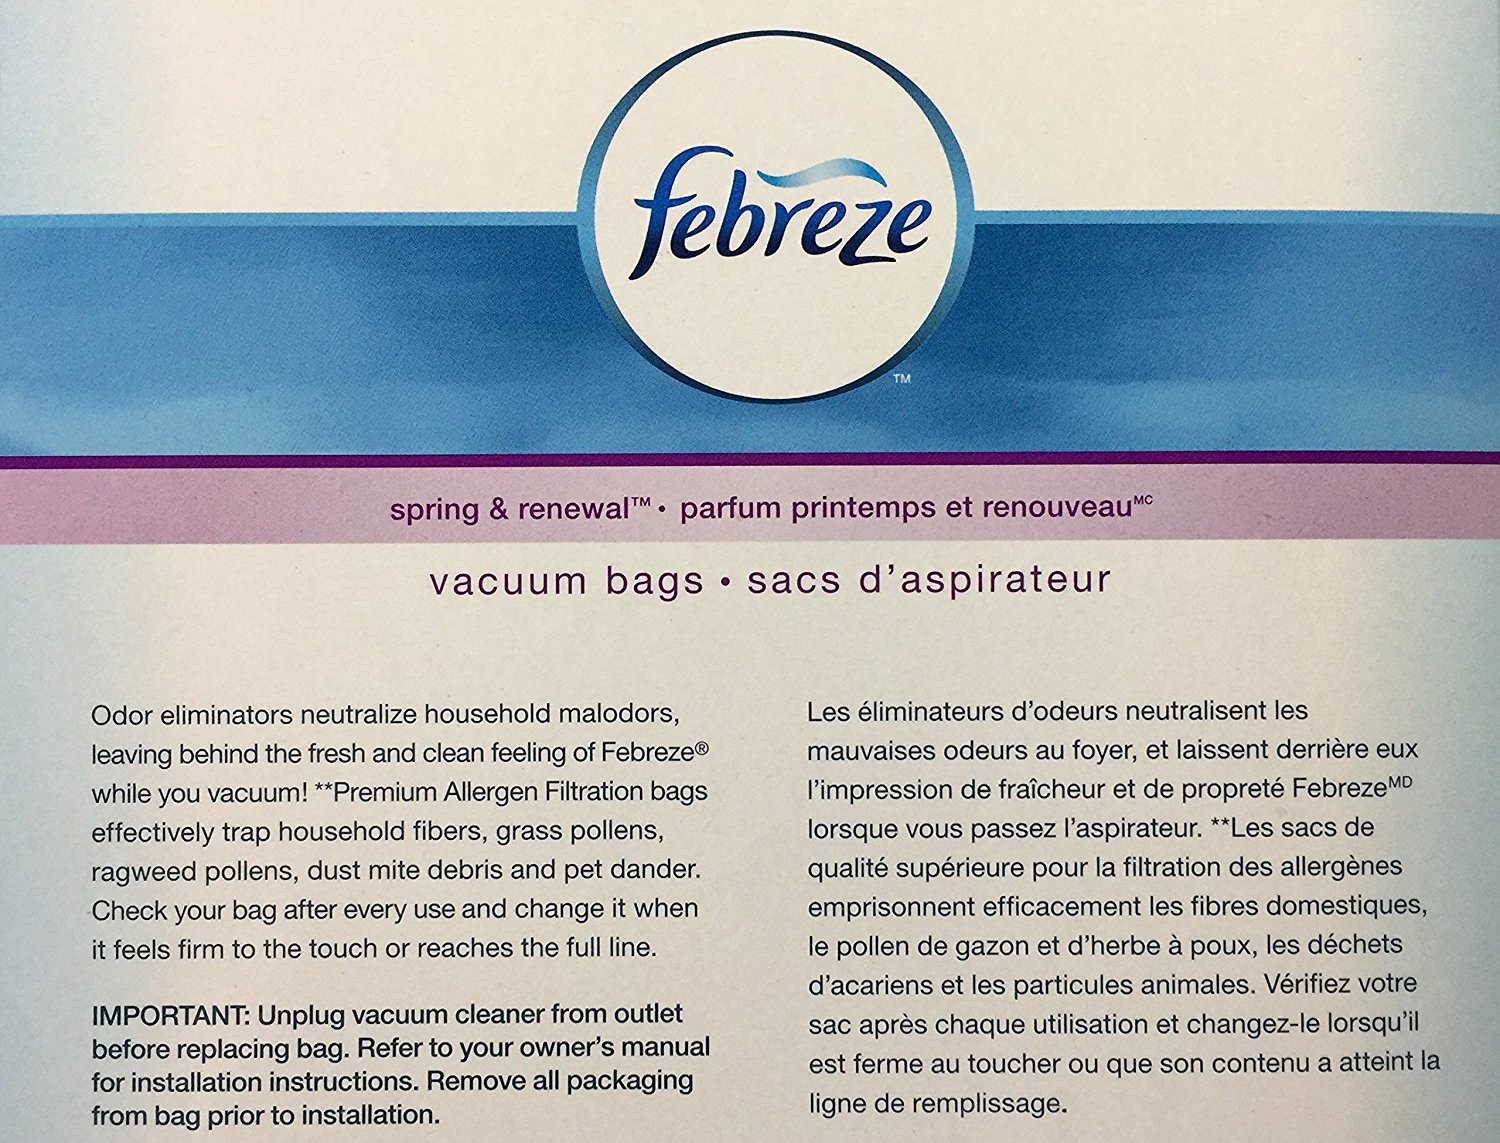 febreze
TM
spring & renewal™ • parfum printemps et renouveauMC
vacuum bags • sacs d'aspirateur
Odor eliminators neutralize household malodors,
leaving behind the fresh and clean feeling of Febreze®
while you vacuum! **Premium Allergen Filtration bags
effectively trap household fibers, grass pollens,
ragweed pollens, dust mite debris and pet dander.
Check your bag after every use and change it when
it feels firm to the touch or reaches the full line.
IMPORTANT: Unplug vacuum cleaner from outlet
before replacing bag. Refer to your owner's manual
for installation instructions. Remove all packaging
from bag prior to installation.
Les éliminateurs d'odeurs neutralisent les
mauvaises odeurs au foyer, et laissent derrière eux
l'impression de fraîcheur et de propreté FebrezeMD
lorsque vous passez l'aspirateur. **Les sacs de
qualité supérieure pour la filtration des allergènes
emprisonnent efficacement les fibres domestiques,
le pollen de gazon et d'herbe à poux, les déchets
d'acariens et les particules animales. Vérifiez votre
sac après chaque utilisation et changez-le lorsqu'il
est ferme au toucher ou que son contenu a atteint la
ligne de remplissage.